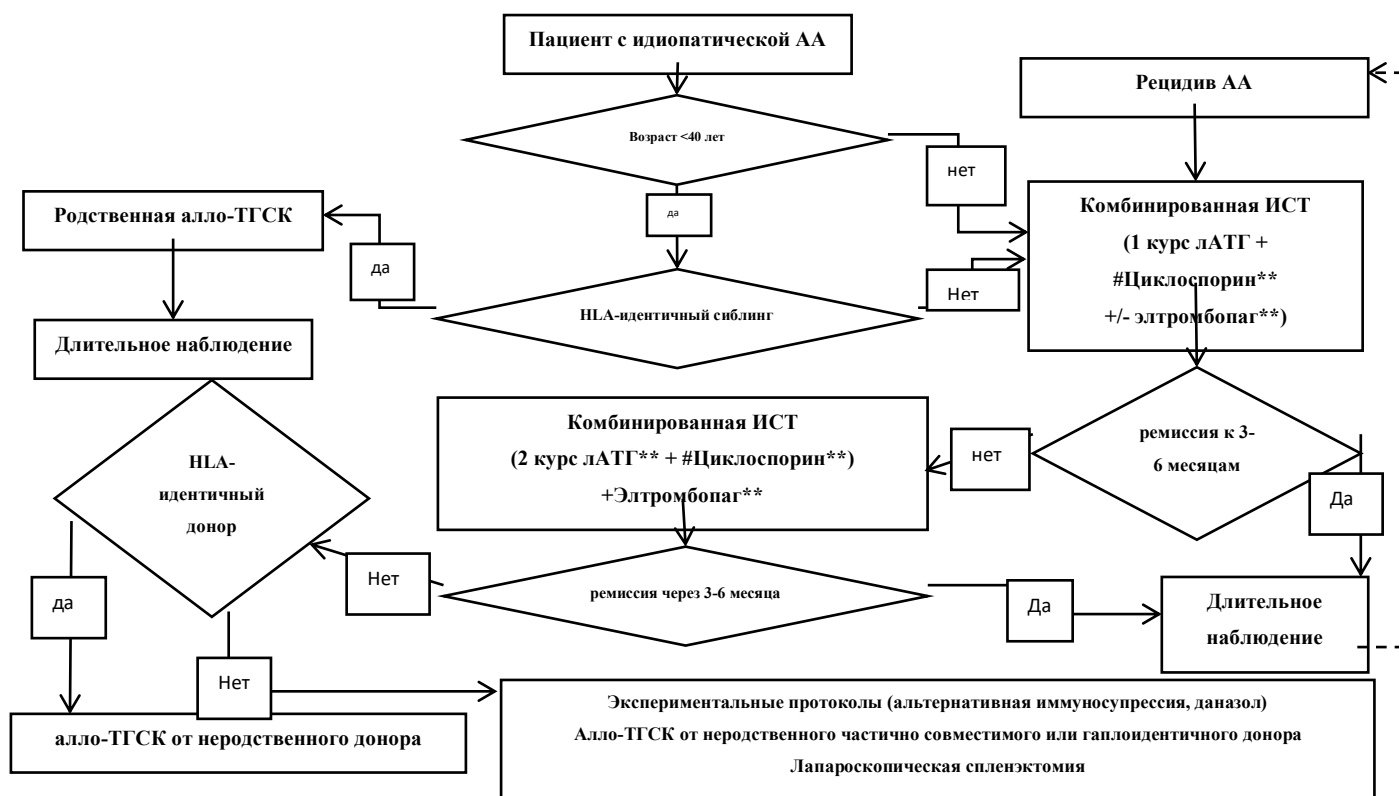 Пациент с идиопатической АА
Рецидив АА
Возраст <40 лет
нет
да
Родственная алло-ТГСК
да
HLA-идентичный сиблинг
Нет
Комбинированная ИСТ
(1 курс лАТГ +
#Циклоспорин**
+/- элтромбопаг**)
Длительное наблюдение
Комбинированная ИСТ
(2 курс лАТГ** + #Циклоспорин**)
+Элтромбопаг**
нет
ремиссия к 3-
6 месяцам
Да
HLA-
идентичный
донор
Нет
ремиссия через 3-6 месяца
Да
Длительное
наблюдение
да
Нет
алло-ТГСК от неродственного донора
Экспериментальные протоколы (альтернативная иммуносупрессия, даназол)
Алло-ТГСК от неродственного частично совместимого или гаплоидентичного донора
Лапароскопическая спленэктомия